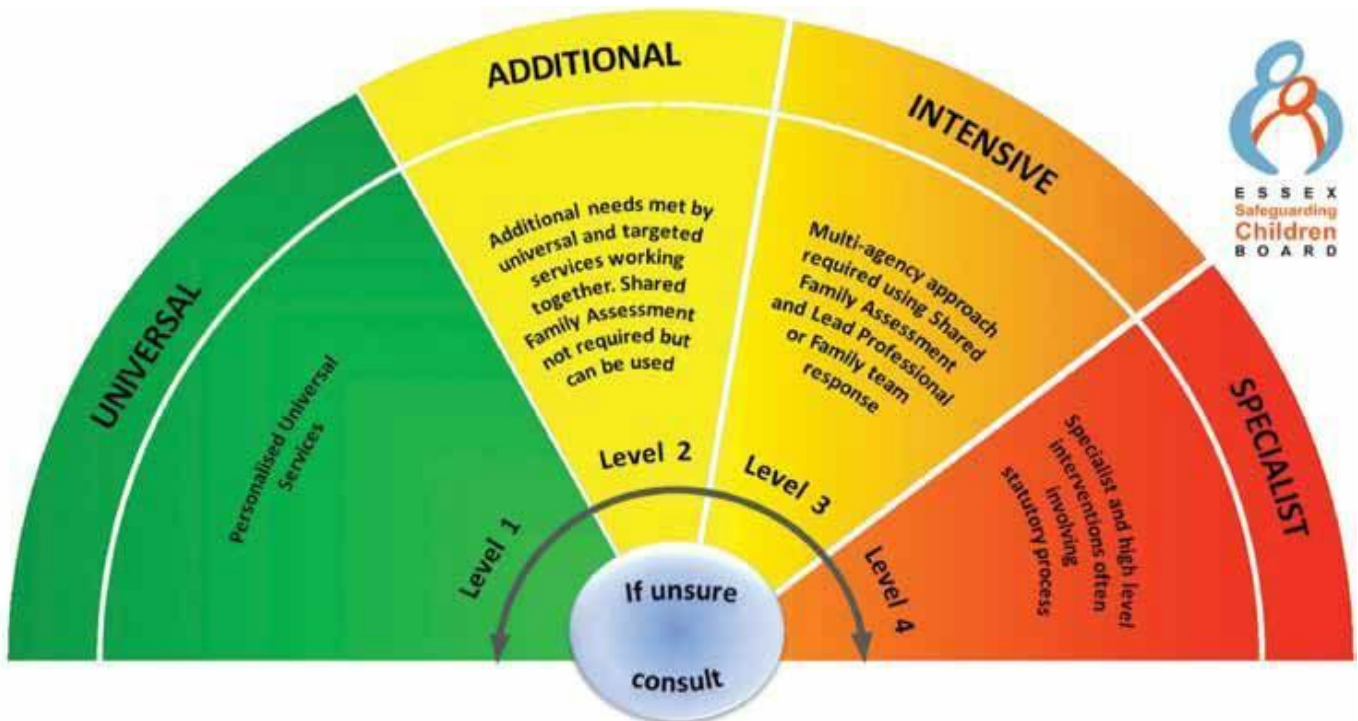 UNIVERSAL
Personalised Universal
Services
Level 1
ADDITIONAL
Additional needs met by
universal and targeted
services working
together. Shared
Family Assessment
not required but
can be used
Level 2
INTENSIVE
Multi-agency approach
required using Shared
Family Assessment
and Lead Professional
or Family team
response
Level 3
SPECIALIST
Specialist and high level
interventions often
involving
statutory process
Level 4
If unsure
consult
ESSEX
Safeguarding
Children
BOARD